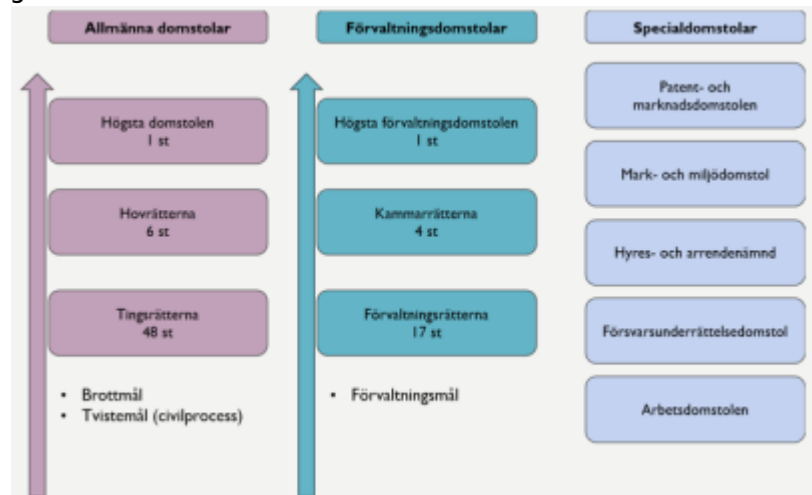 Allmänna domstolar
Högsta domstolen
1 st
Hovrätterna
6 st
Tingsrätterna
48 st
• Brottmål
• Tvistemål (civilprocess)
Förvaltningsdomstolar
Högsta förvaltningsdomstolen
1 st
Kammarrätterna
4 st
Förvaltningsrätterna
17 st
• Förvaltningsmål
Specialdomstolar
Patent- och
marknadsdomstolen
Mark- och miljödomstol
Hyres- och arrendenämnd
Försvarsunderrättelsedomstol
Arbetsdomstolen